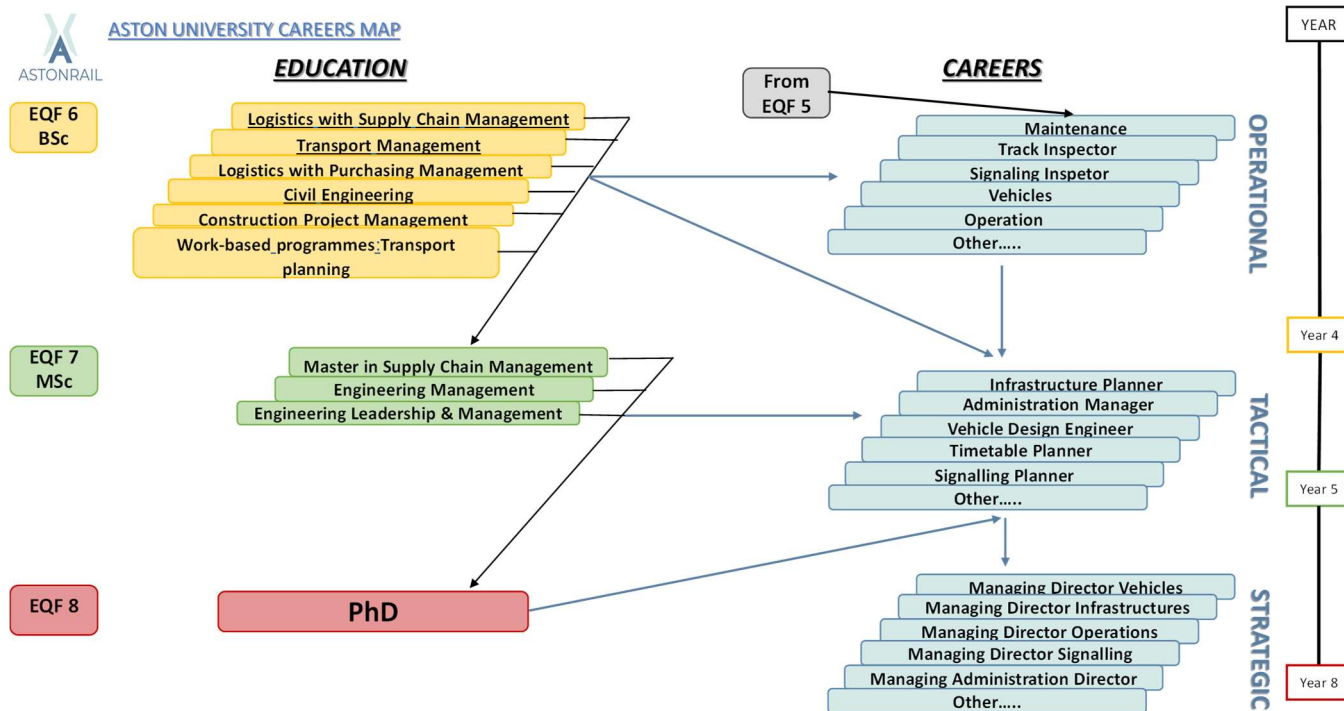 ASTON UNIVERSITY CAREERS MAP
ASTONRAIL
EDUCATION
CAREERS
YEAR
EQF 6
BSc
Logistics with Supply Chain Management
Transport Management
Logistics with Purchasing Management
Civil Engineering
Construction Project Management
Work-based programmes:Transport
planning
From
EQF 5
Maintenance
Track Inspector
Signaling Inspetor
Vehicles
Operation
Other.....
OPERATIONAL
Year 4
EQF 7
MSc
Master in Supply Chain Management
Engineering Management
Engineering Leadership & Management
Infrastructure Planner
Administration Manager
Vehicle Design Engineer
Timetable Planner
Signalling Planner
Other.....
TACTICAL
Year 5
EQF 8
PhD
Managing Director Vehicles
Managing Director Infrastructures
Managing Director Operations
Managing Director Signalling
Managing Administration Director
Other.....
STRATEGIC
Year 8